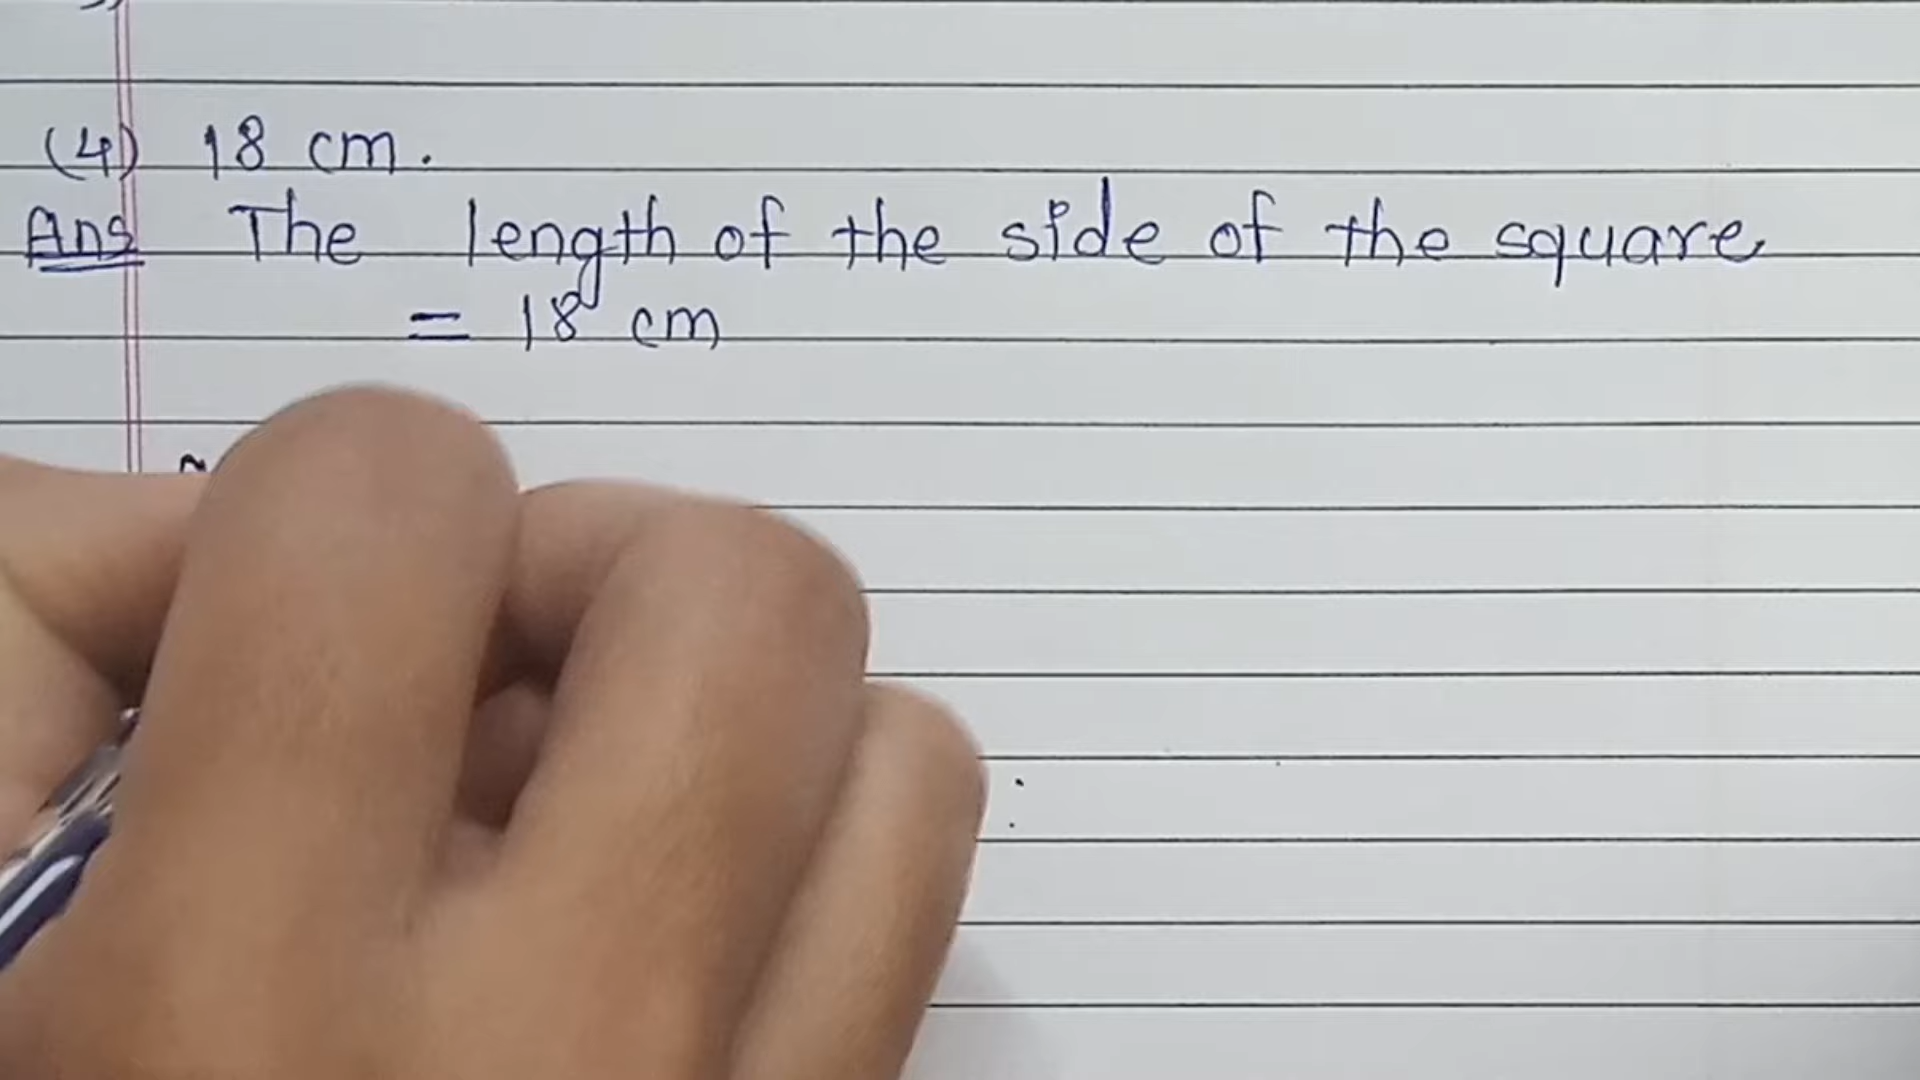 (4) 18 cm.
Ans The length of the side of the square
= 18 cm